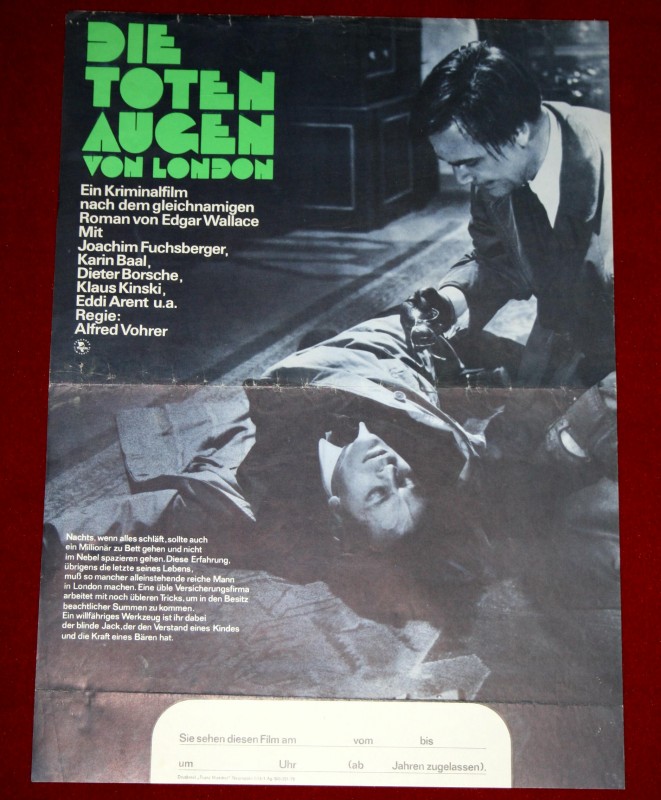 DIE
TOTEN
AUGEN
VON LONDON
Ein Kriminalfilm
nach dem gleichnamigen
Roman von Edgar Wallace
Mit
Joachim Fuchsberger,
Karin Baal,
Dieter Borsche,
Klaus Kinski,
Eddi Arent u.a.
Regie:
Alfred Vohrer
Nachts, wenn alles schläft, sollte auch
ein Millionär zu Bett gehen und nicht
im Nebel spazieren gehen. Diese Erfahrung,
übrigens die letzte seines Lebens,
muß so mancher alleinstehende reiche Mann
in London machen. Eine üble Versicherungsfirma
arbeitet mit noch übleren Tricks, um in den Besitz
beachtlicher Summen zu kommen.
Ein willfähriges Werkzeug ist ihr dabei
der blinde Jack, der den Verstand eines Kindes
und die Kraft eines Bären hat.
Sie sehen diesen Film am vom bis
um Uhr (ab Jahren zugelassen).